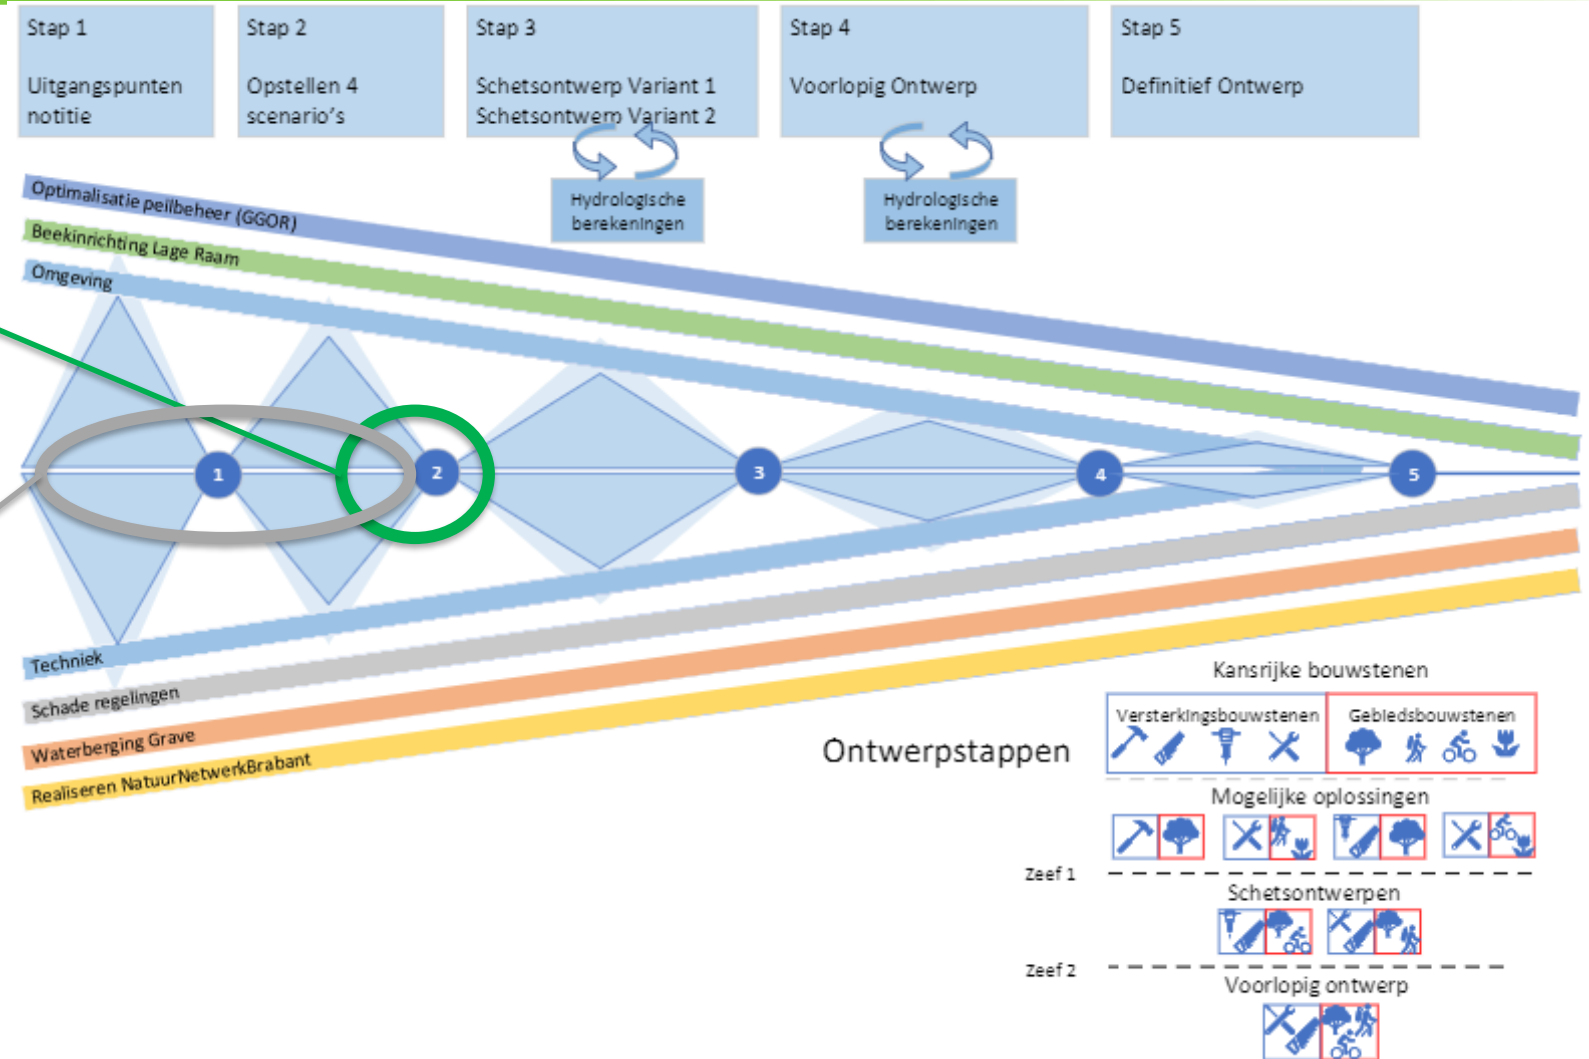 Stap 1
Uitgangspunten
notitie
Stap 2
Opstellen 4
scenario's
Stap 3
Schetsontwerp Variant 1
Schetsontwerp Variant 2
Stap 4
Voorlopig Ontwerp
Stap 5
Definitief Ontwerp
Hydrologische
berekeningen
Hydrologische
berekeningen
Optimalisatie peilbeheer (GGOR)
Beekinrichting Lage Raam
Omgeving
1
2
3
4
5
Techniek
Schade regelingen
Waterberging Grave
Realiseren NatuurNetwerkBrabant
Ontwerpstappen
Kansrijke bouwstenen
Versterkingsbouwstenen
Gebiedsbouwstenen
Mogelijke oplossingen
Zeef 1
Schetsontwerpen
Zeef 2
Voorlopig ontwerp